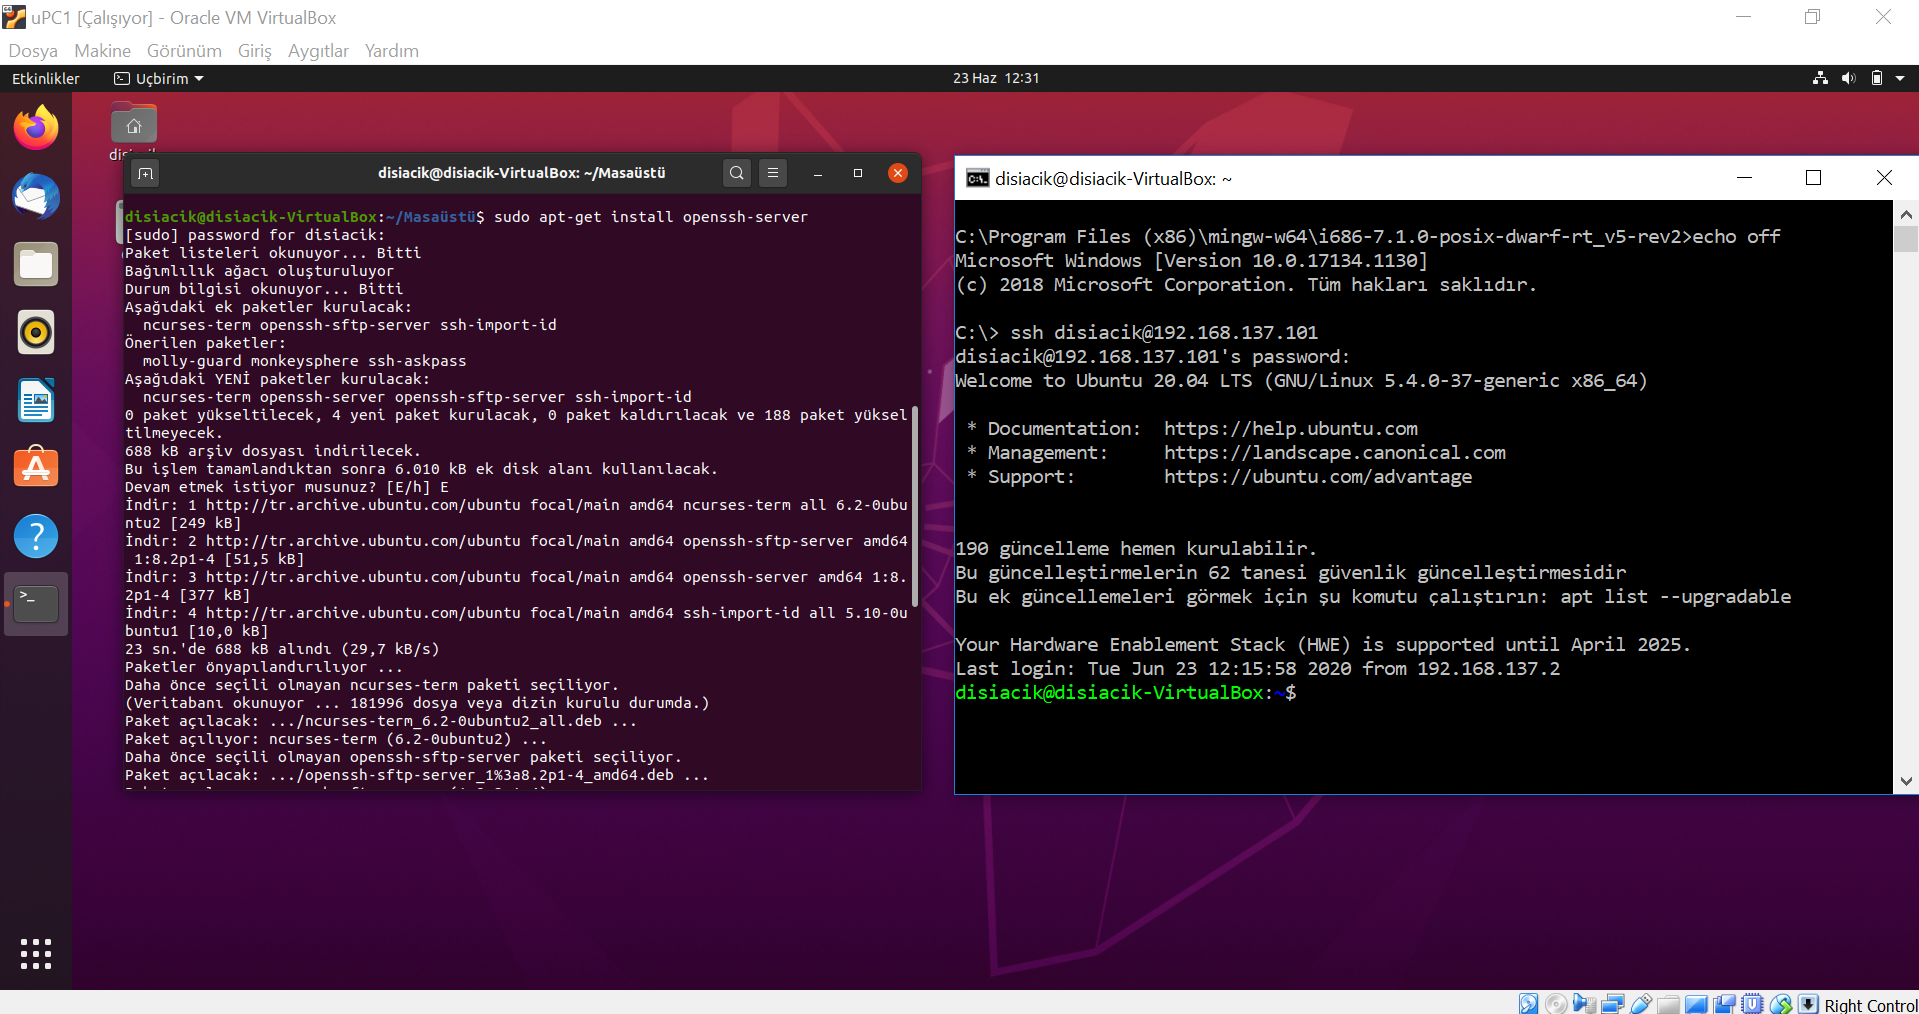 uPC1 [Çalışıyor] - Oracle VM VirtualBox
Dosya Makine Görünüm Giriş Aygıtlar Yardım
Etkinlikler Uçbirim 23 Haz 12:31
disiacik@disiacik-VirtualBox: ~/Masaüstü
disiacik@disiacik-VirtualBox:~/Masaüstü$ sudo apt-get install openssh-server
[sudo] password for disiacik:
Paket listeleri okunuyor... Bitti
Bağımlılık ağacı oluşturuluyor
Durum bilgisi okunuyor... Bitti
Aşağıdaki ek paketler kurulacak:
  ncurses-term openssh-sftp-server ssh-import-id
Önerilen paketler:
  molly-guard monkeysphere ssh-askpass
Aşağıdaki YENİ paketler kurulacak:
  ncurses-term openssh-server openssh-sftp-server ssh-import-id
0 paket yükseltilecek, 4 yeni paket kurulacak, 0 paket kaldırılacak ve 188 paket yüksel
tilmeyecek.
688 kB arşiv dosyası indirilecek.
Bu işlem tamamlandıktan sonra 6.010 kB ek disk alanı kullanılacak.
Devam etmek istiyor musunuz? [E/h] E
İndir: 1 http://tr.archive.ubuntu.com/ubuntu focal/main amd64 ncurses-term all 6.2-0ubu
ntu2 [249 kB]
İndir: 2 http://tr.archive.ubuntu.com/ubuntu focal/main amd64 openssh-sftp-server amd64
 1:8.2p1-4 [51,5 kB]
İndir: 3 http://tr.archive.ubuntu.com/ubuntu focal/main amd64 openssh-server amd64 1:8.
2p1-4 [377 kB]
İndir: 4 http://tr.archive.ubuntu.com/ubuntu focal/main amd64 ssh-import-id all 5.10-0u
buntu1 [10,0 kB]
23 sn.'de 688 kB alındı (29,7 kB/s)
Paketler önyapılandırılıyor ...
Daha önce seçili olmayan ncurses-term paketi seçiliyor.
(Veritabanı okunuyor ... 181996 dosya veya dizin kurulu durumda.)
Paket açılacak: .../ncurses-term_6.2-0ubuntu2_all.deb ...
Paket açılıyor: ncurses-term (6.2-0ubuntu2) ...
Daha önce seçili olmayan openssh-sftp-server paketi seçiliyor.
Paket açılacak: .../openssh-sftp-server_1%3a8.2p1-4_amd64.deb ...
disiacik@disiacik-VirtualBox: ~
C:\Program Files (x86)\mingw-w64\i686-7.1.0-posix-dwarf-rt_v5-rev2>echo off
Microsoft Windows [Version 10.0.17134.1130]
(c) 2018 Microsoft Corporation. Tüm hakları saklıdır.
C:\> ssh disiacik@192.168.137.101
disiacik@192.168.137.101's password:
Welcome to Ubuntu 20.04 LTS (GNU/Linux 5.4.0-37-generic x86_64)
 * Documentation:  https://help.ubuntu.com
 * Management:     https://landscape.canonical.com
 * Support:        https://ubuntu.com/advantage
190 güncelleme hemen kurulabilir.
Bu güncelleştirmelerin 62 tanesi güvenlik güncelleştirmesidir
Bu ek güncellemeleri görmek için şu komutu çalıştırın: apt list --upgradable
Your Hardware Enablement Stack (HWE) is supported until April 2025.
Last login: Tue Jun 23 12:15:58 2020 from 192.168.137.2
disiacik@disiacik-VirtualBox:~$
Right Control